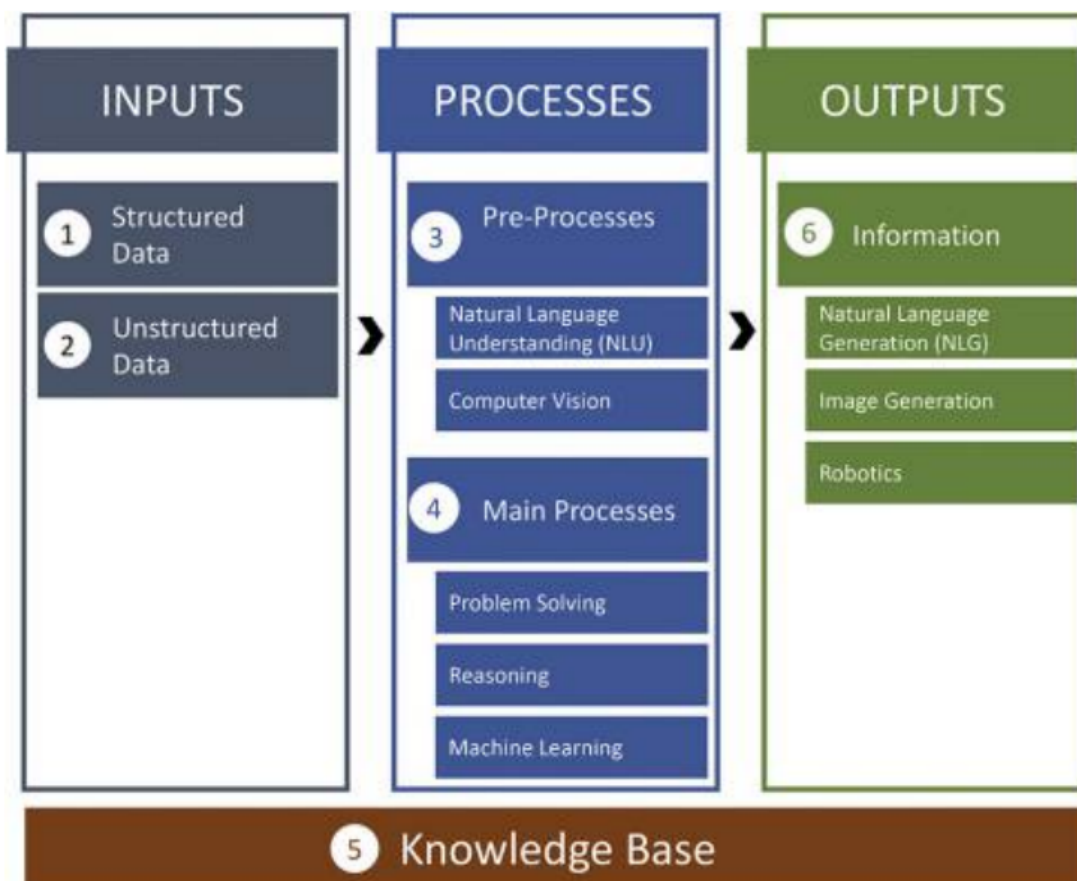 INPUTS
1 Structured
Data
2 Unstructured
Data
PROCESSES
3 Pre-Processes
Natural Language
Understanding (NLU)
Computer Vision
4 Main Processes
Problem Solving
Reasoning
Machine Learning
OUTPUTS
6 Information
Natural Language
Generation (NLG)
Image Generation
Robotics
5 Knowledge Base